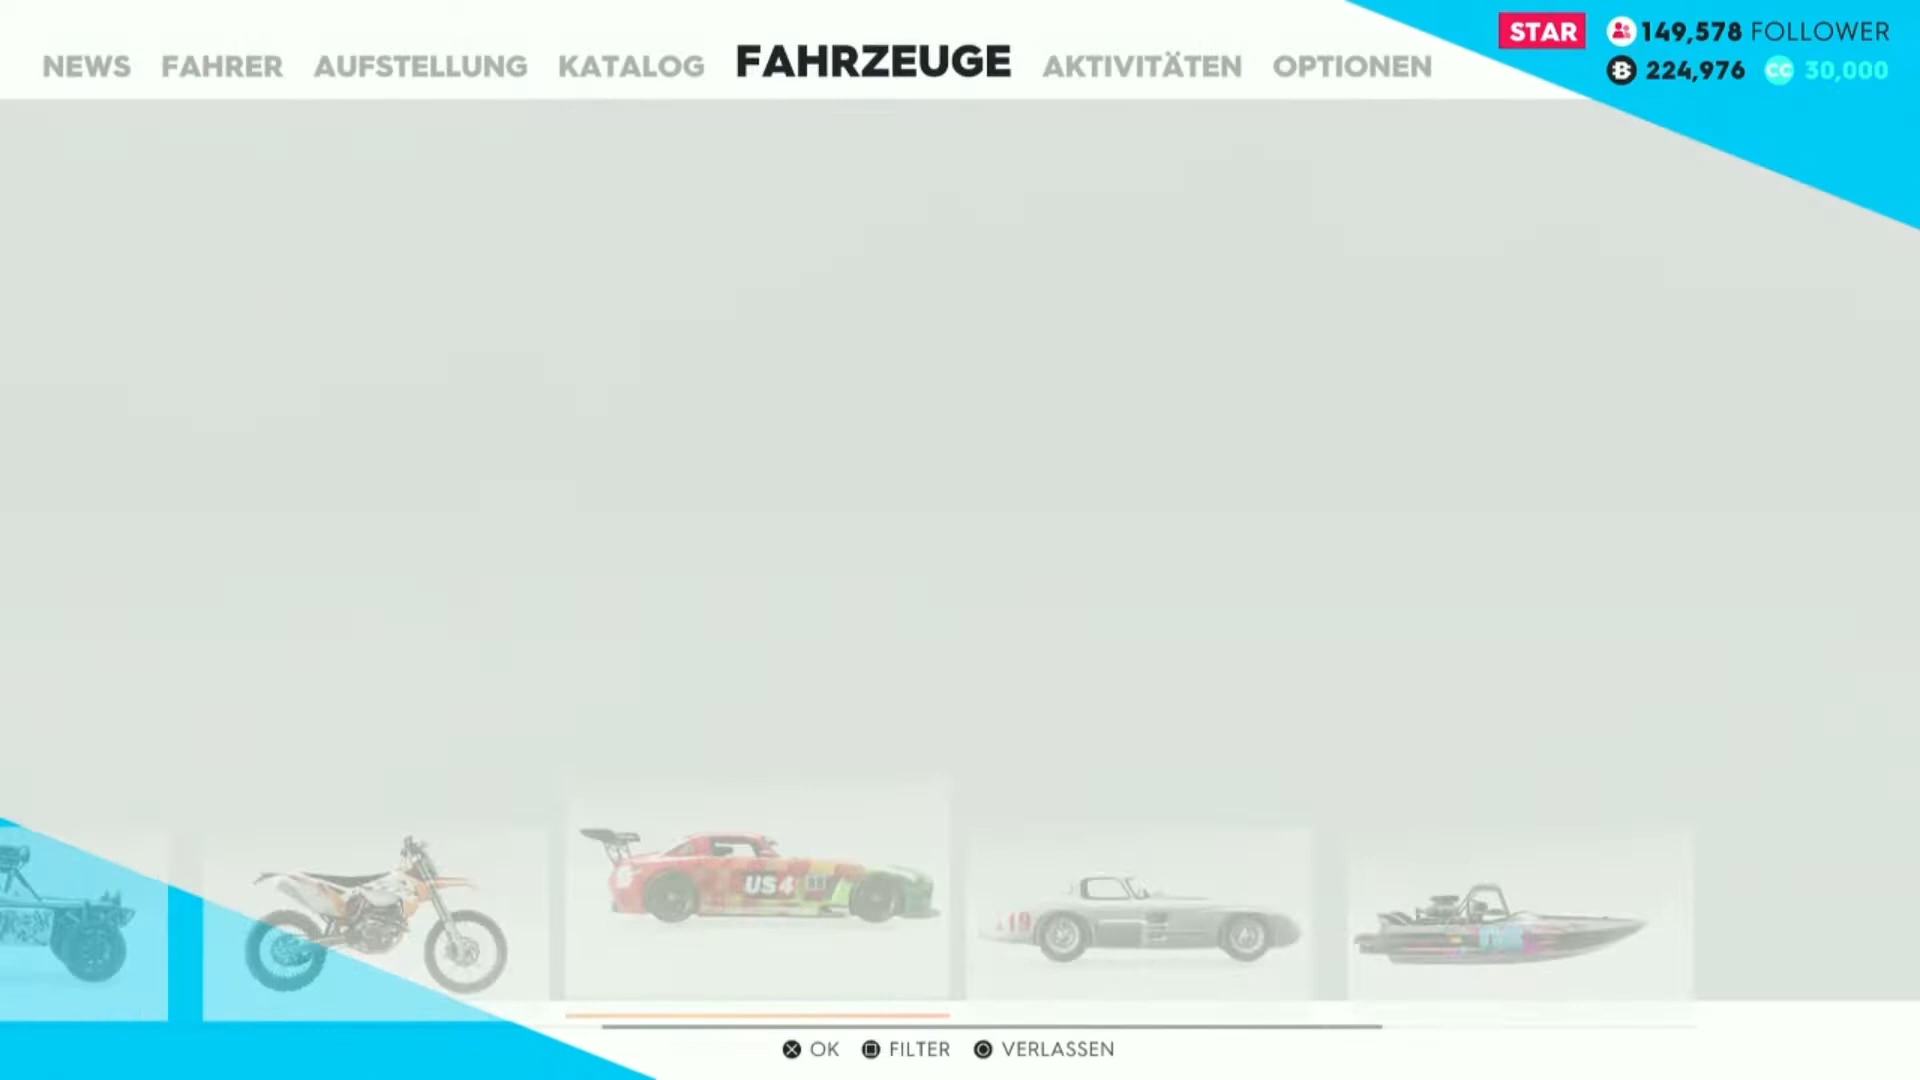 NEWS FAHRER AUFSTELLUNG KATALOG FAHRZEUGE AKTIVITÄTEN OPTIONEN
STAR 149,578 FOLLOWER
224,976 CC 30,000
US4
19
OK FILTER VERLASSEN